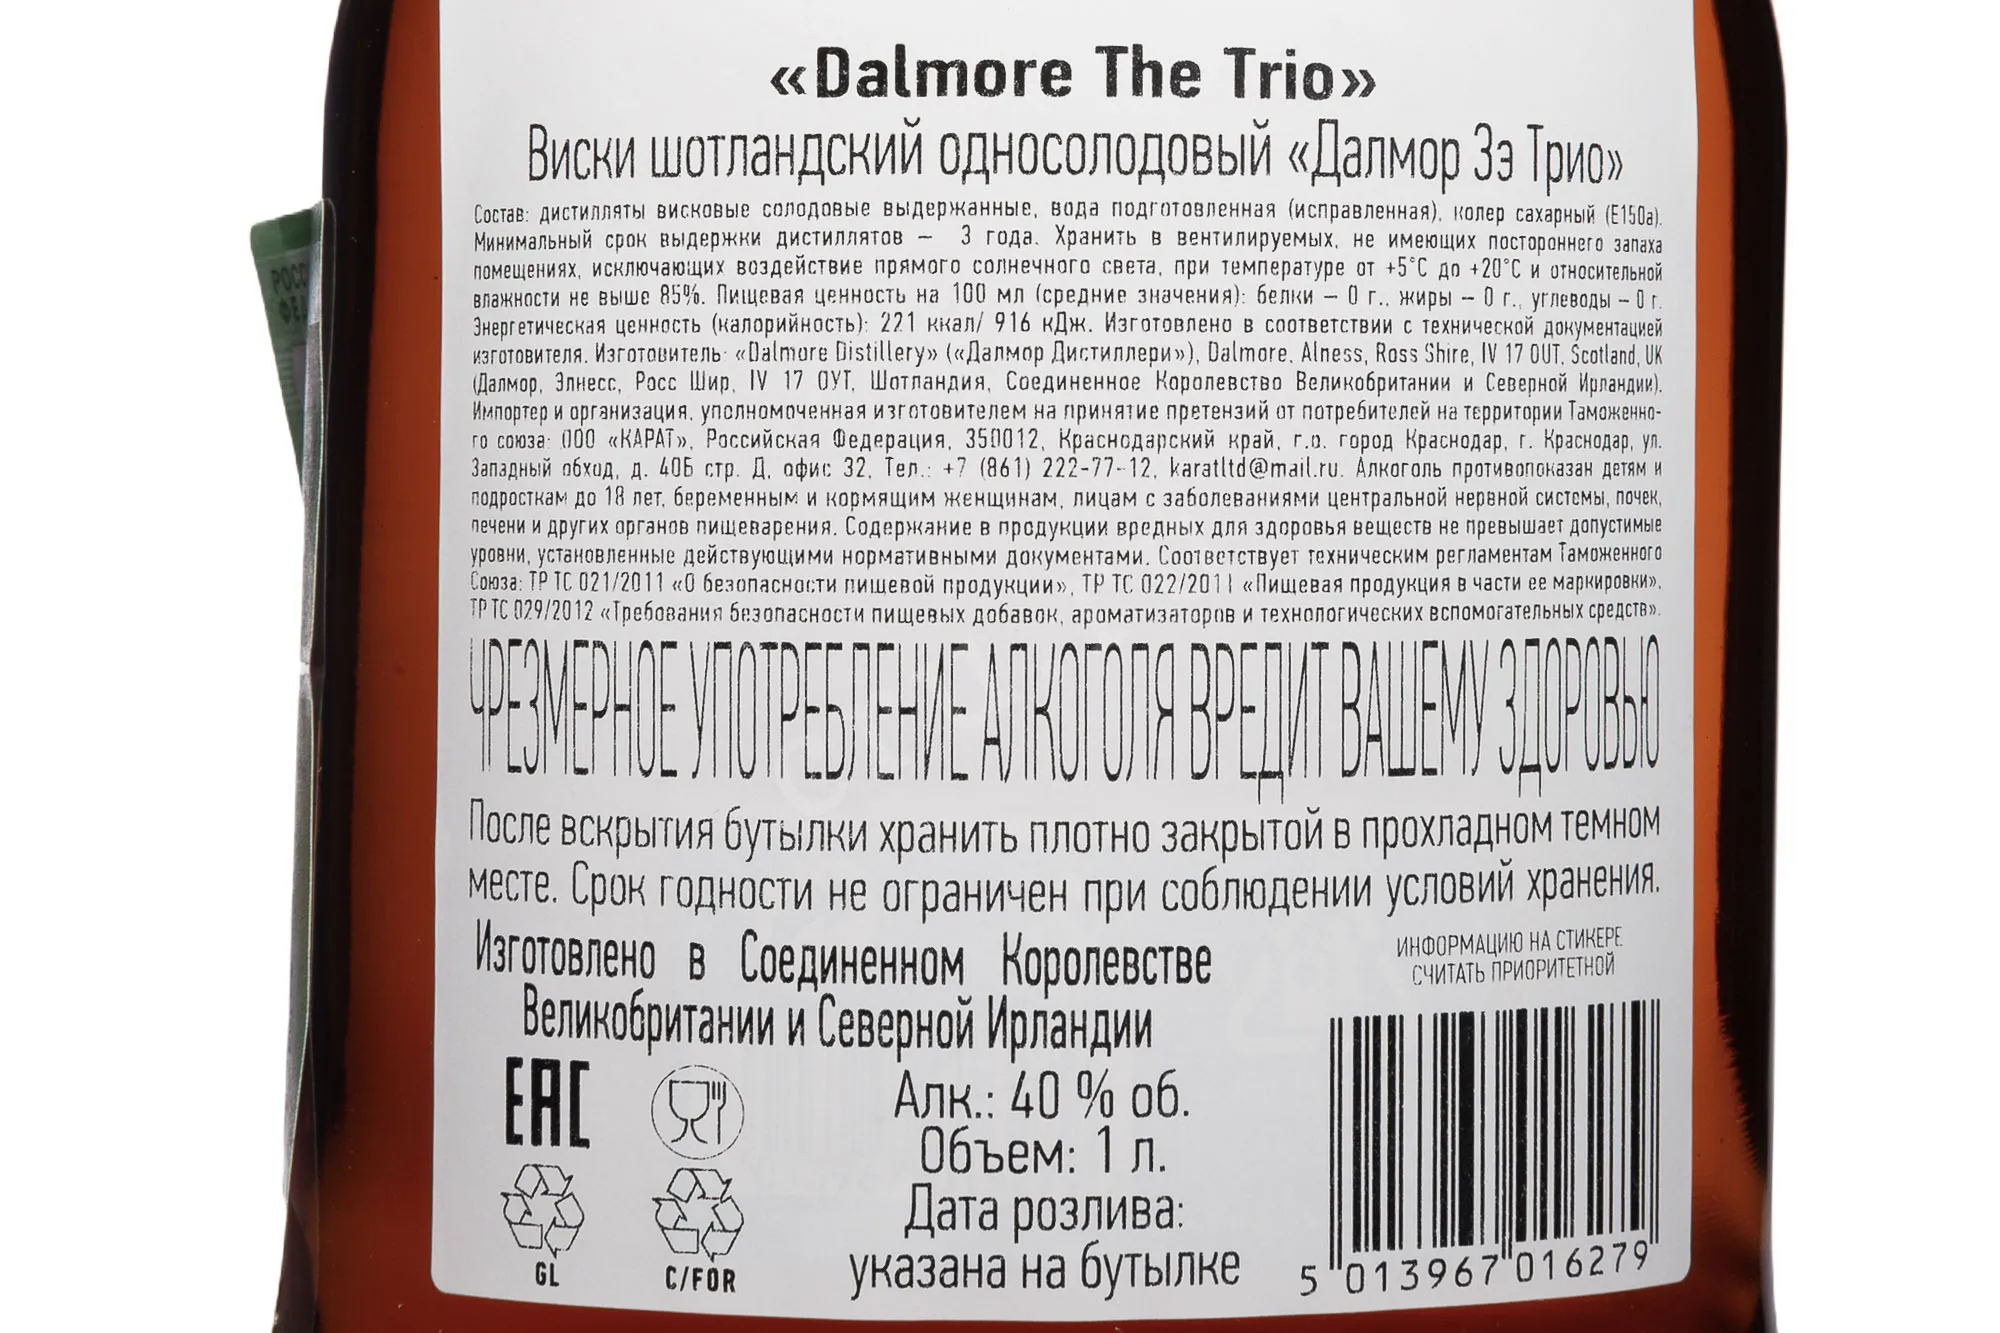 «Dalmore The Trio»
Виски шотландский односолодовый «Далмор Зэ Трио»
Состав: дистилляты висковые солодовые выдержанные, вода подготовленная (исправленная), колер сахарный (Е150а).
Минимальный срок выдержки дистиллятов – 3 года. Хранить в вентилируемых, не имеющих постороннего запаха
помещениях, исключающих воздействие прямого солнечного света, при температуре от +5°С до +20°С и относительной
влажности не выше 85%. Пищевая ценность на 100 мл (средние значения): белки – 0 г., жиры – 0 г., углеводы – 0 г.
Энергетическая ценность (калорийность): 221 ккал/ 916 кДж. Изготовлено в соответствии с технической документацией
изготовителя. Изготовитель: «Dalmore Distillery» («Далмор Дистиллери»), Dalmore, Alness, Ross Shire, IV 17 OUT, Scotland, UK
(Далмор, Элнесс, Росс Шир, IV 17 ОУТ, Шотландия, Соединенное Королевство Великобритании и Северной Ирландии).
Импортер и организация, уполномоченная изготовителем на принятие претензий от потребителей на территории Таможенно-
го союза: ООО «КАРАТ», Российская Федерация, 350012, Краснодарский край, г.о. город Краснодар, г. Краснодар, ул.
Западный обход, д. 40Б стр. Д, офис 32, Тел.: +7 (861) 222-77-12, karatltd@mail.ru. Алкоголь противопоказан детям и
подросткам до 18 лет, беременным и кормящим женщинам, лицам с заболеваниями центральной нервной системы, почек,
печени и других органов пищеварения. Содержание в продукции вредных для здоровья веществ не превышает допустимые
уровни, установленные действующими нормативными документами. Соответствует техническим регламентам Таможенного
Союза: ТР ТС 021/2011 «О безопасности пищевой продукции», ТР ТС 022/2011 «Пищевая продукция в части ее маркировки»,
ТР ТС 029/2012 «Требования безопасности пищевых добавок, ароматизаторов и технологических вспомогательных средств».
ЧРЕЗМЕРНОЕ УПОТРЕБЛЕНИЕ АЛКОГОЛЯ ВРЕДИТ ВАШЕМУ ЗДОРОВЬЮ
После вскрытия бутылки хранить плотно закрытой в прохладном темном
месте. Срок годности не ограничен при соблюдении условий хранения.
Изготовлено в Соединенном Королевстве
Великобритании и Северной Ирландии
ИНФОРМАЦИЮ НА СТИКЕРЕ
СЧИТАТЬ ПРИОРИТЕТНОЙ
EAC
Алк.: 40 % об.
Объем: 1 л.
Дата розлива:
указана на бутылке
GL
C/FOR
5 013967 016279